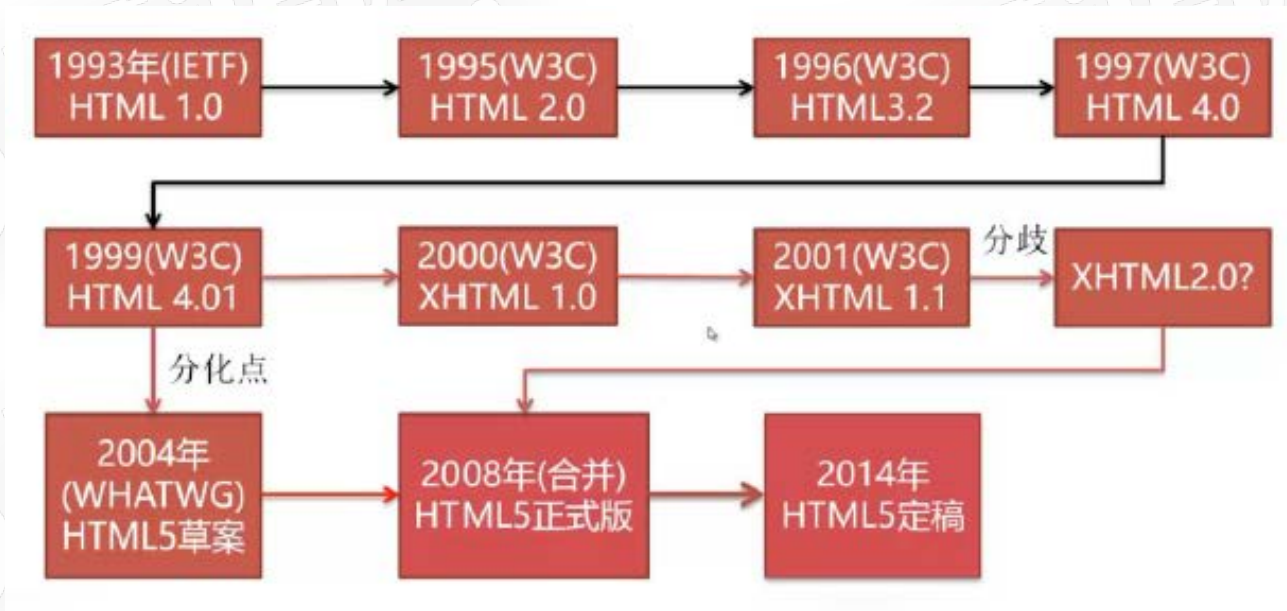 1993年(IETF)
HTML 1.0
1995(W3C)
HTML 2.0
1996(W3C)
HTML3.2
1997(W3C)
HTML 4.0
1999(W3C)
HTML 4.01
2000(W3C)
XHTML 1.0
2001(W3C)
XHTML 1.1
分歧
XHTML2.0?
分化点
2004年
(WHATWG)
HTML5草案
2008年(合并)
HTML5正式版
2014年
HTML5定稿